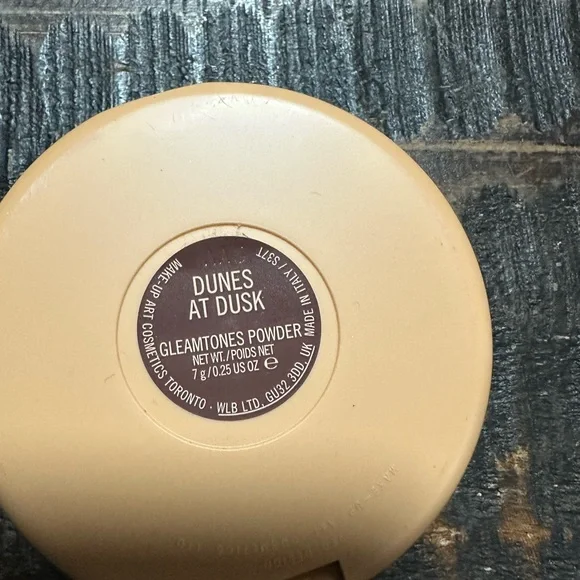 DUNES
AT DUSK
GLEAMTONES POWDER
NET WT./POIDS NET
7 g/0.25 US OZ e
MAKE-UP ART COSMETICS TORONTO · WLB LTD, GU32 3DD, UK MADE IN ITALY / S37T